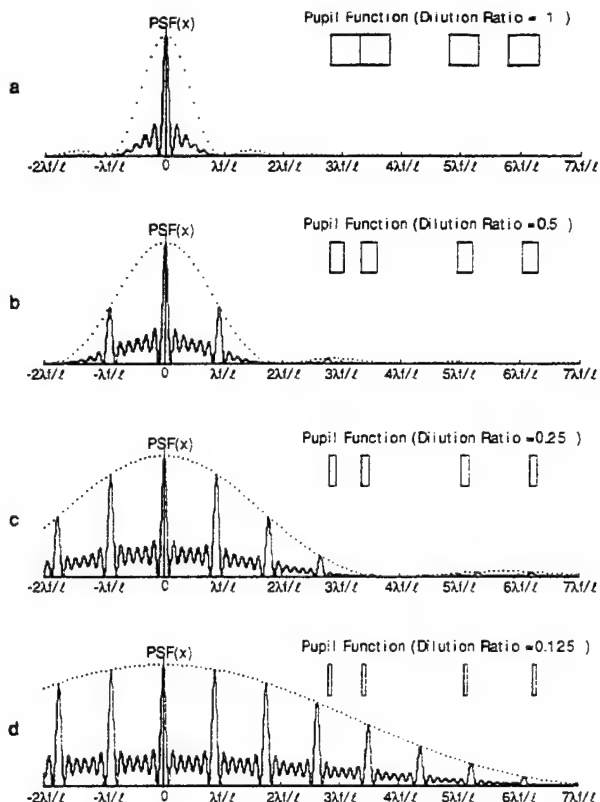 PSF(x)
Pupil Function (Dilution Ratio = 1 )
a
-2λf/ℓ -λf/ℓ 0 λf/ℓ 2λf/ℓ 3λf/ℓ 4λf/ℓ 5λf/ℓ 6λf/ℓ 7λf/ℓ
PSF(x)
Pupil Function (Dilution Ratio =0.5 )
b
-2λf/ℓ -λf/ℓ 0 λf/ℓ 2λf/ℓ 3λf/ℓ 4λf/ℓ 5λf/ℓ 6λf/ℓ 7λf/ℓ
PSF(x)
Pupil Function (Dilution Ratio =0.25 )
c
-2λf/ℓ -λf/ℓ 0 λf/ℓ 2λf/ℓ 3λf/ℓ 4λf/ℓ 5λf/ℓ 6λf/ℓ 7λf/ℓ
PSF(x)
Pupil Function (Dilution Ratio =0.125 )
d
-2λf/ℓ -λf/ℓ 0 λf/ℓ 2λf/ℓ 3λf/ℓ 4λf/ℓ 5λf/ℓ 6λf/ℓ 7λf/ℓ